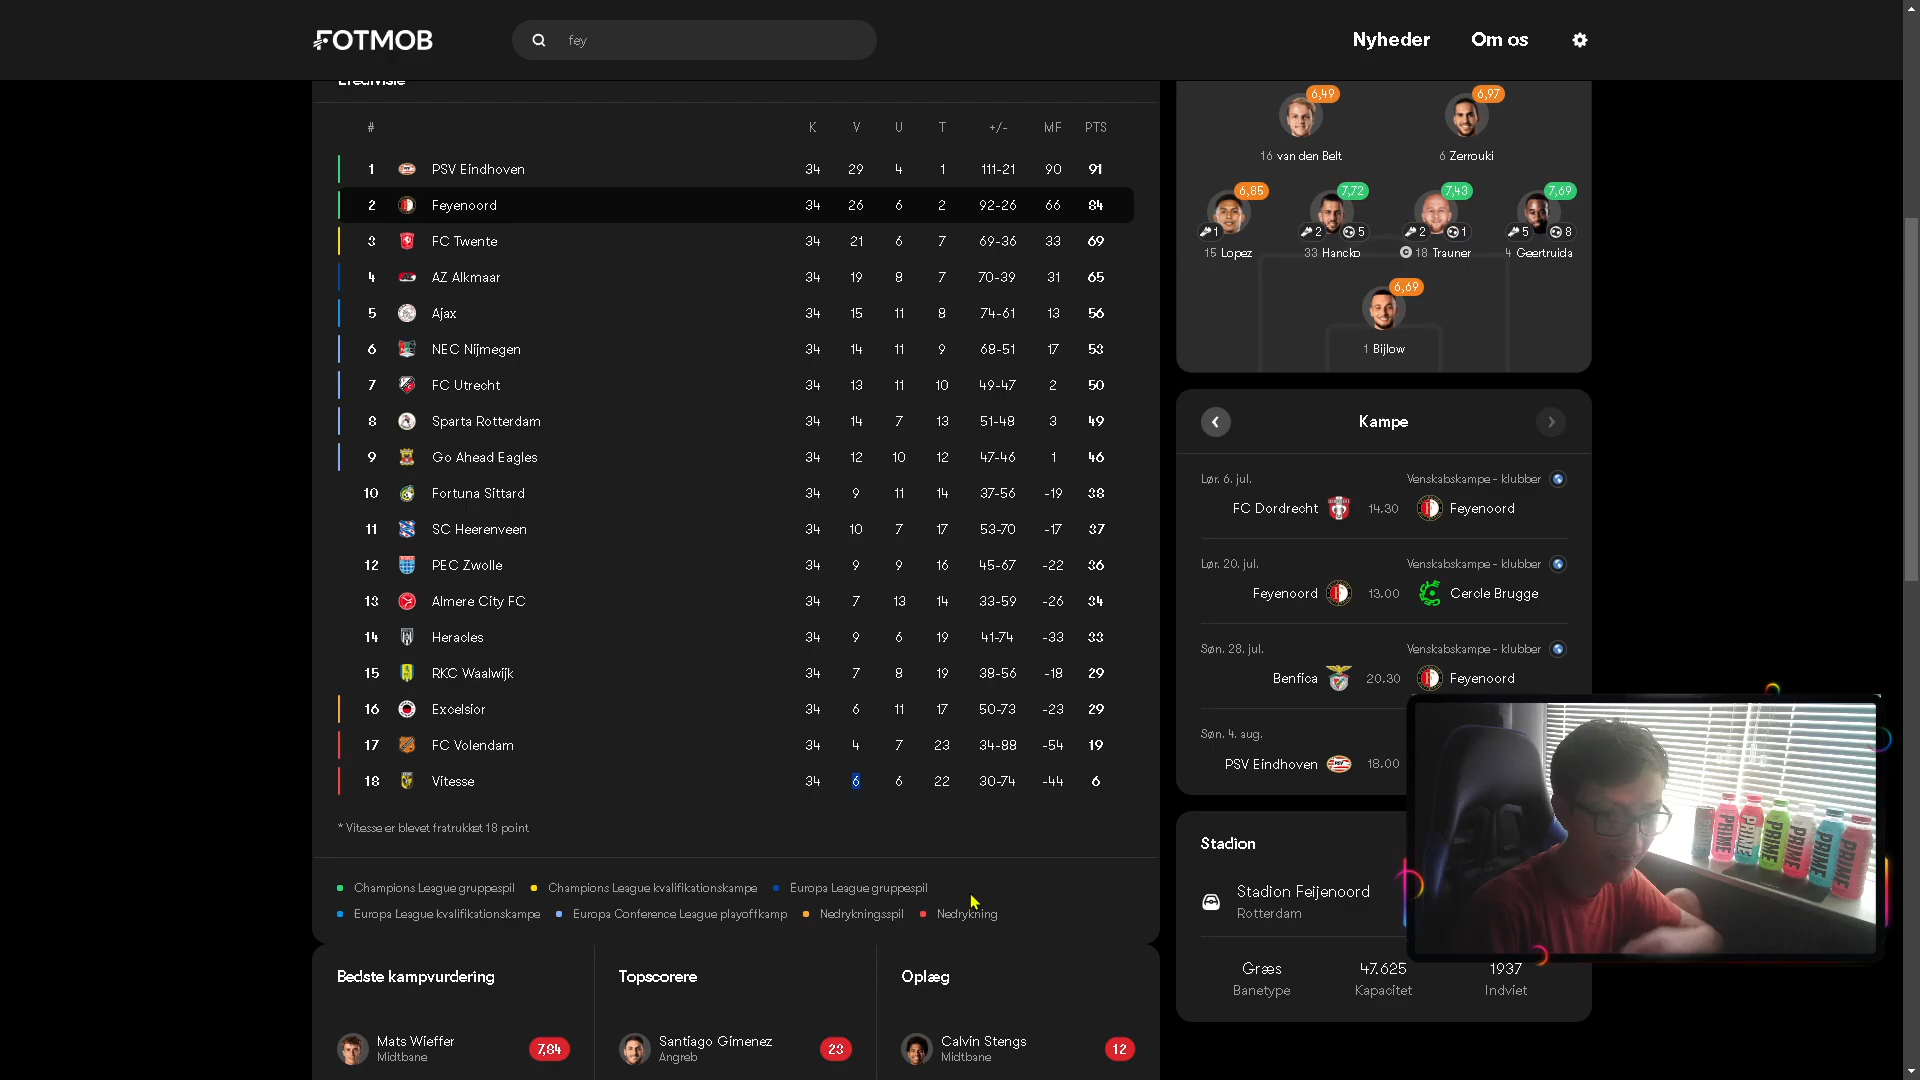 FOTMOB
fey
Nyheder
Om os
Eredivisie
# K V U T +/- MF PTS
1 PSV Eindhoven 34 29 4 1 111-21 90 91
2 Feyenoord 34 26 6 2 92-26 66 84
3 FC Twente 34 21 6 7 69-36 33 69
4 AZ Alkmaar 34 19 8 7 70-39 31 65
5 Ajax 34 15 11 8 74-61 13 56
6 NEC Nijmegen 34 14 11 9 68-51 17 53
7 FC Utrecht 34 13 11 10 49-47 2 50
8 Sparta Rotterdam 34 14 7 13 51-48 3 49
9 Go Ahead Eagles 34 12 10 12 47-46 1 46
10 Fortuna Sittard 34 9 11 14 37-56 -19 38
11 SC Heerenveen 34 10 7 17 53-70 -17 37
12 PEC Zwolle 34 9 9 16 45-67 -22 36
13 Almere City FC 34 7 13 14 33-59 -26 34
14 Heracles 34 9 6 19 41-74 -33 33
15 RKC Waalwijk 34 7 8 19 38-56 -18 29
16 Excelsior 34 6 11 17 50-73 -23 29
17 FC Volendam 34 4 7 23 34-88 -54 19
18 Vitesse 34 6 6 22 30-74 -44 6
* Vitesse er blevet fratrukket 18 point
Champions League gruppespil Champions League kvalifikationskampe Europa League gruppespil
Europa League kvalifikationskampe Europa Conference League playoffkamp Nedrykningsspil Nedrykning
Bedste kampvurdering
Mats Wieffer 7,84
Midtbane
Topscorere
Santiago Gimenez 23
Angreb
Oplæg
Calvin Stengs 12
Midtbane
6,49 6,97
16 van den Belt 6 Zerrouki
6,85 7,72 7,43 7,69
1 2 5 2 1 5 8
15 Lopez 33 Hancko C 18 Trauner 4 Geertruida
6,69
1 Bijlow
Kampe
Lør. 6. jul. Venskabskampe - klubber
FC Dordrecht 14.30 Feyenoord
Lør. 20. jul. Venskabskampe - klubber
Feyenoord 13.00 Cercle Brugge
Søn. 28. jul. Venskabskampe - klubber
Benfica 20.30 Feyenoord
Søn. 4. aug.
PSV Eindhoven PSV 18.00
Stadion
Stadion Feijenoord
Rotterdam
Græs 47.625 1937
Banetype Kapacitet Indviet
PRIME PRIME PRIME PRIME PRIME PRIME